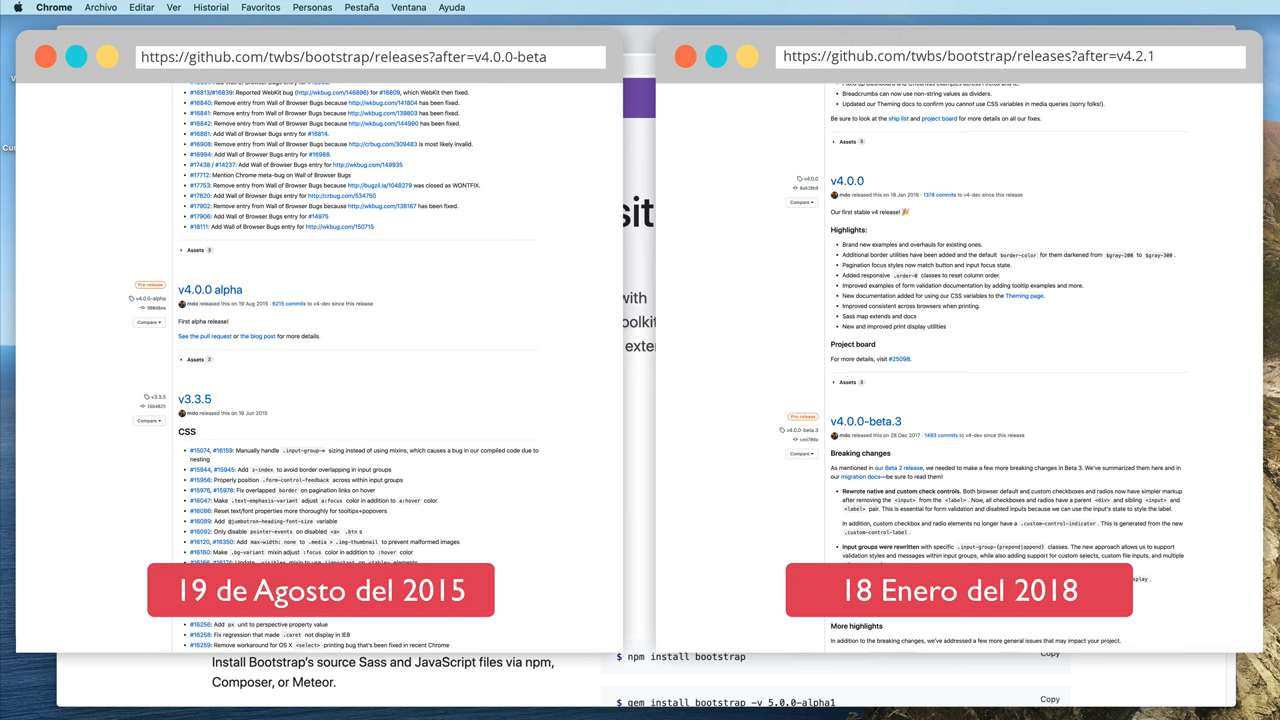 Chrome Archivo Editar Ver Historial Favoritos Personas Pestaña Ventana Ayuda
https://github.com/twbs/bootstrap/releases?after=v4.0.0-beta
#16813/#16839: Reported WebKit bug (http://wkbug.com/146896) for #16809, which WebKit then fixed.
#16840: Remove entry from Wall of Browser Bugs because http://wkbug.com/141804 has been fixed.
#16841: Remove entry from Wall of Browser Bugs because http://wkbug.com/139803 has been fixed.
#16842: Remove entry from Wall of Browser Bugs because http://wkbug.com/144990 has been fixed.
#16881: Add Wall of Browser Bugs entry for #16814.
#16908: Remove entry from Wall of Browser Bugs because http://crbug.com/309483 is most likely invalid.
#16994: Add Wall of Browser Bugs entry for #16988.
#17438 / #14237: Add Wall of Browser Bugs entry for http://wkbug.com/149935
#17712: Mention Chrome meta-bug on Wall of Browser Bugs
#17753: Remove entry from Wall of Browser Bugs because http://bugzil.la/1048279 was closed as WONTFIX.
#17820: Add Wall of Browser Bugs entry for http://crbug.com/534750
#17902: Remove entry from Wall of Browser Bugs because http://wkbug.com/138167 has been fixed.
#17906: Add Wall of Browser Bugs entry for #14975
#18111: Add Wall of Browser Bugs entry for http://wkbug.com/150715
Assets 3
Pre-release
v4.0.0-alpha
Compare
v4.0.0 alpha
mdo released this on 19 Aug 2015 · 6215 commits to v4-dev since this release
First alpha release!
See the pull request or the blog post for more details.
Assets 2
v3.3.5
16b4825
Compare
v3.3.5
mdo released this on 16 Jun 2015
CSS
#15074, #16159: Manually handle .input-group-* sizing instead of using mixins, which causes a bug in our compiled code due to
nesting
#15944, #15945: Add z-index to avoid border overlapping in input groups
#15956: Properly position .form-control-feedback across within input groups
#15976, #15978: Fix overlapped border on pagination links on hover
#16047: Make .text-emphasis-variant adjust a:focus color in addition to a:hover color
#16086: Reset text/font properties more thoroughly for tooltips+popovers
#16089: Add @jumbotron-heading-font-size variable
#16092: Only disable pointer-events on disabled <a> .btn s
#16120, #16350: Add max-width: none to .media > .img-thumbnail to prevent malformed images
#16160: Make .bg-variant mixin adjust :focus color in addition to :hover color
19 de Agosto del 2015
#16256: Add px unit to perspective property value
#16258: Fix regression that made .caret not display in IE8
#16259: Remove workaround for OS X <select> printing bug that's been fixed in recent Chrome
https://github.com/twbs/bootstrap/releases?after=v4.2.1
Breadcrumbs can now use non-string values as dividers.
Updated our Theming docs to confirm you cannot use CSS variables in media queries (sorry folks!).
Be sure to look at the ship list and project board for more details on all our fixes.
Assets 3
v4.0.0
8a628b9
Compare
v4.0.0
mdo released this on 18 Jan 2018 · 1378 commits to v4-dev since this release
Our first stable v4 release! 🎉
Highlights:
Brand new examples and overhauls for existing ones.
Additional border utilities have been added and the default border-color for them darkened from $gray-200 to $gray-300 .
Pagination focus styles now match button and input focus state.
Added responsive .order-0 classes to reset column order.
Improved examples of form validation documentation by adding tooltip examples and more.
New documentation added for using our CSS variables to the Theming page.
Improved consistent across browsers when printing.
Sass map extends and docs
New and improved print display utilities
Project board
For more details, visit #25098.
Assets 3
Pre-release
v4.0.0-beta.3
ced70da
Compare
v4.0.0-beta.3
mdo released this on 28 Dec 2017 · 1493 commits to v4-dev since this release
Breaking changes
As mentioned in our Beta 2 release, we needed to make a few more breaking changes in Beta 3. We've summarized them here and in
our migration docs—be sure to read them!
Rewrote native and custom check controls. Both browser default and custom checkboxes and radios now have simpler markup
after removing the <input> from the <label>. Now, all checkboxes and radios have a parent <div> and sibling <input> and
<label> pair. This is essential for form validation and disabled inputs because we can use the input's state to style the label.
In addition, custom checkbox and radio elements no longer have a .custom-control-indicator. This is generated from the new
.custom-control-label.
Input groups were rewritten with specific .input-group-{prepend|append} classes. The new approach allows us to support
validation styles and messages within input groups, while also adding support for custom selects, custom file inputs, and multiple
splay .
18 Enero del 2018
More highlights
In addition to the breaking changes, we've addressed a few more general issues that may impact your project.
sit
with
oolkit
exter
Install Bootstrap's source Sass and JavaScript files via npm,
Composer, or Meteor.
$ npm install bootstrap
Copy
$ gem install bootstrap -v 5.0.0-alpha1
Copy